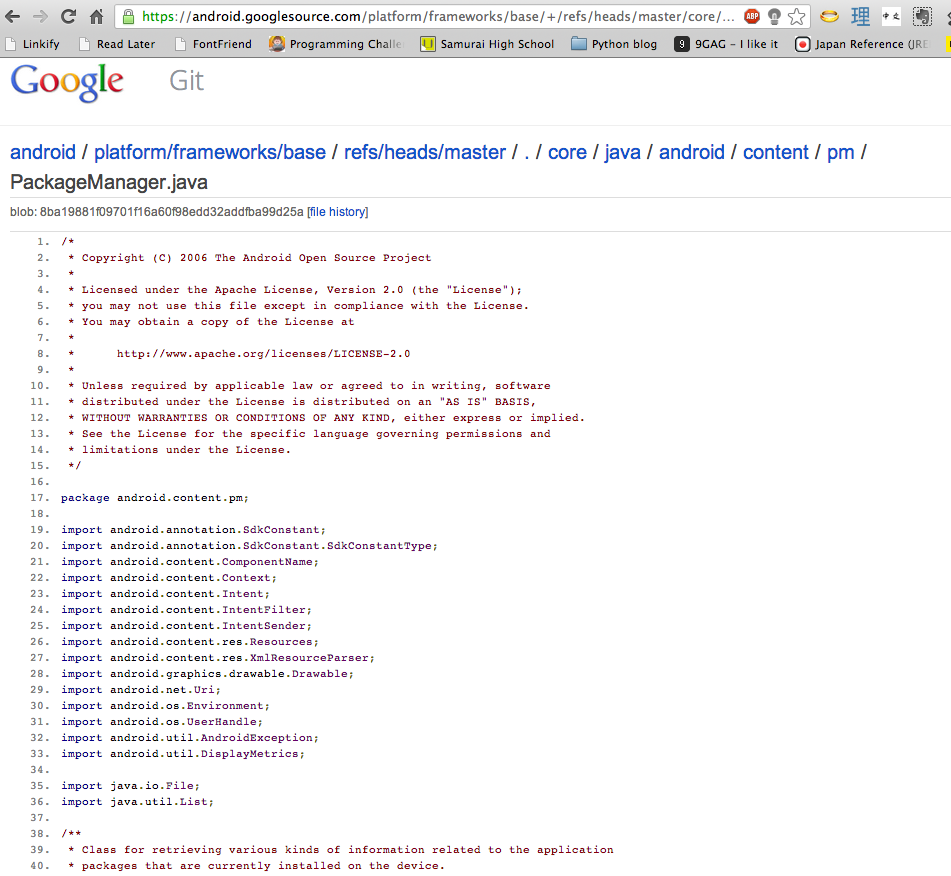 https://android.googlesource.com/platform/frameworks/base/+/refs/heads/master/core/...
ABP
理
Linkify
Read Later
FontFriend
Programming Challe
Samurai High School
Python blog
9 9GAG - I like it
Japan Reference (JRE
Google Git
android / platform/frameworks/base / refs/heads/master / . / core / java / android / content / pm /
PackageManager.java
blob: 8ba19881f09701f16a60f98edd32addfba99d25a [file history]
1. /*
2. * Copyright (C) 2006 The Android Open Source Project
3. *
4. * Licensed under the Apache License, Version 2.0 (the "License");
5. * you may not use this file except in compliance with the License.
6. * You may obtain a copy of the License at
7. *
8. *      http://www.apache.org/licenses/LICENSE-2.0
9. *
10. * Unless required by applicable law or agreed to in writing, software
11. * distributed under the License is distributed on an "AS IS" BASIS,
12. * WITHOUT WARRANTIES OR CONDITIONS OF ANY KIND, either express or implied.
13. * See the License for the specific language governing permissions and
14. * limitations under the License.
15. */
16.
17. package android.content.pm;
18.
19. import android.annotation.SdkConstant;
20. import android.annotation.SdkConstant.SdkConstantType;
21. import android.content.ComponentName;
22. import android.content.Context;
23. import android.content.Intent;
24. import android.content.IntentFilter;
25. import android.content.IntentSender;
26. import android.content.res.Resources;
27. import android.content.res.XmlResourceParser;
28. import android.graphics.drawable.Drawable;
29. import android.net.Uri;
30. import android.os.Environment;
31. import android.os.UserHandle;
32. import android.util.AndroidException;
33. import android.util.DisplayMetrics;
34.
35. import java.io.File;
36. import java.util.List;
37.
38. /**
39. * Class for retrieving various kinds of information related to the application
40. * packages that are currently installed on the device.